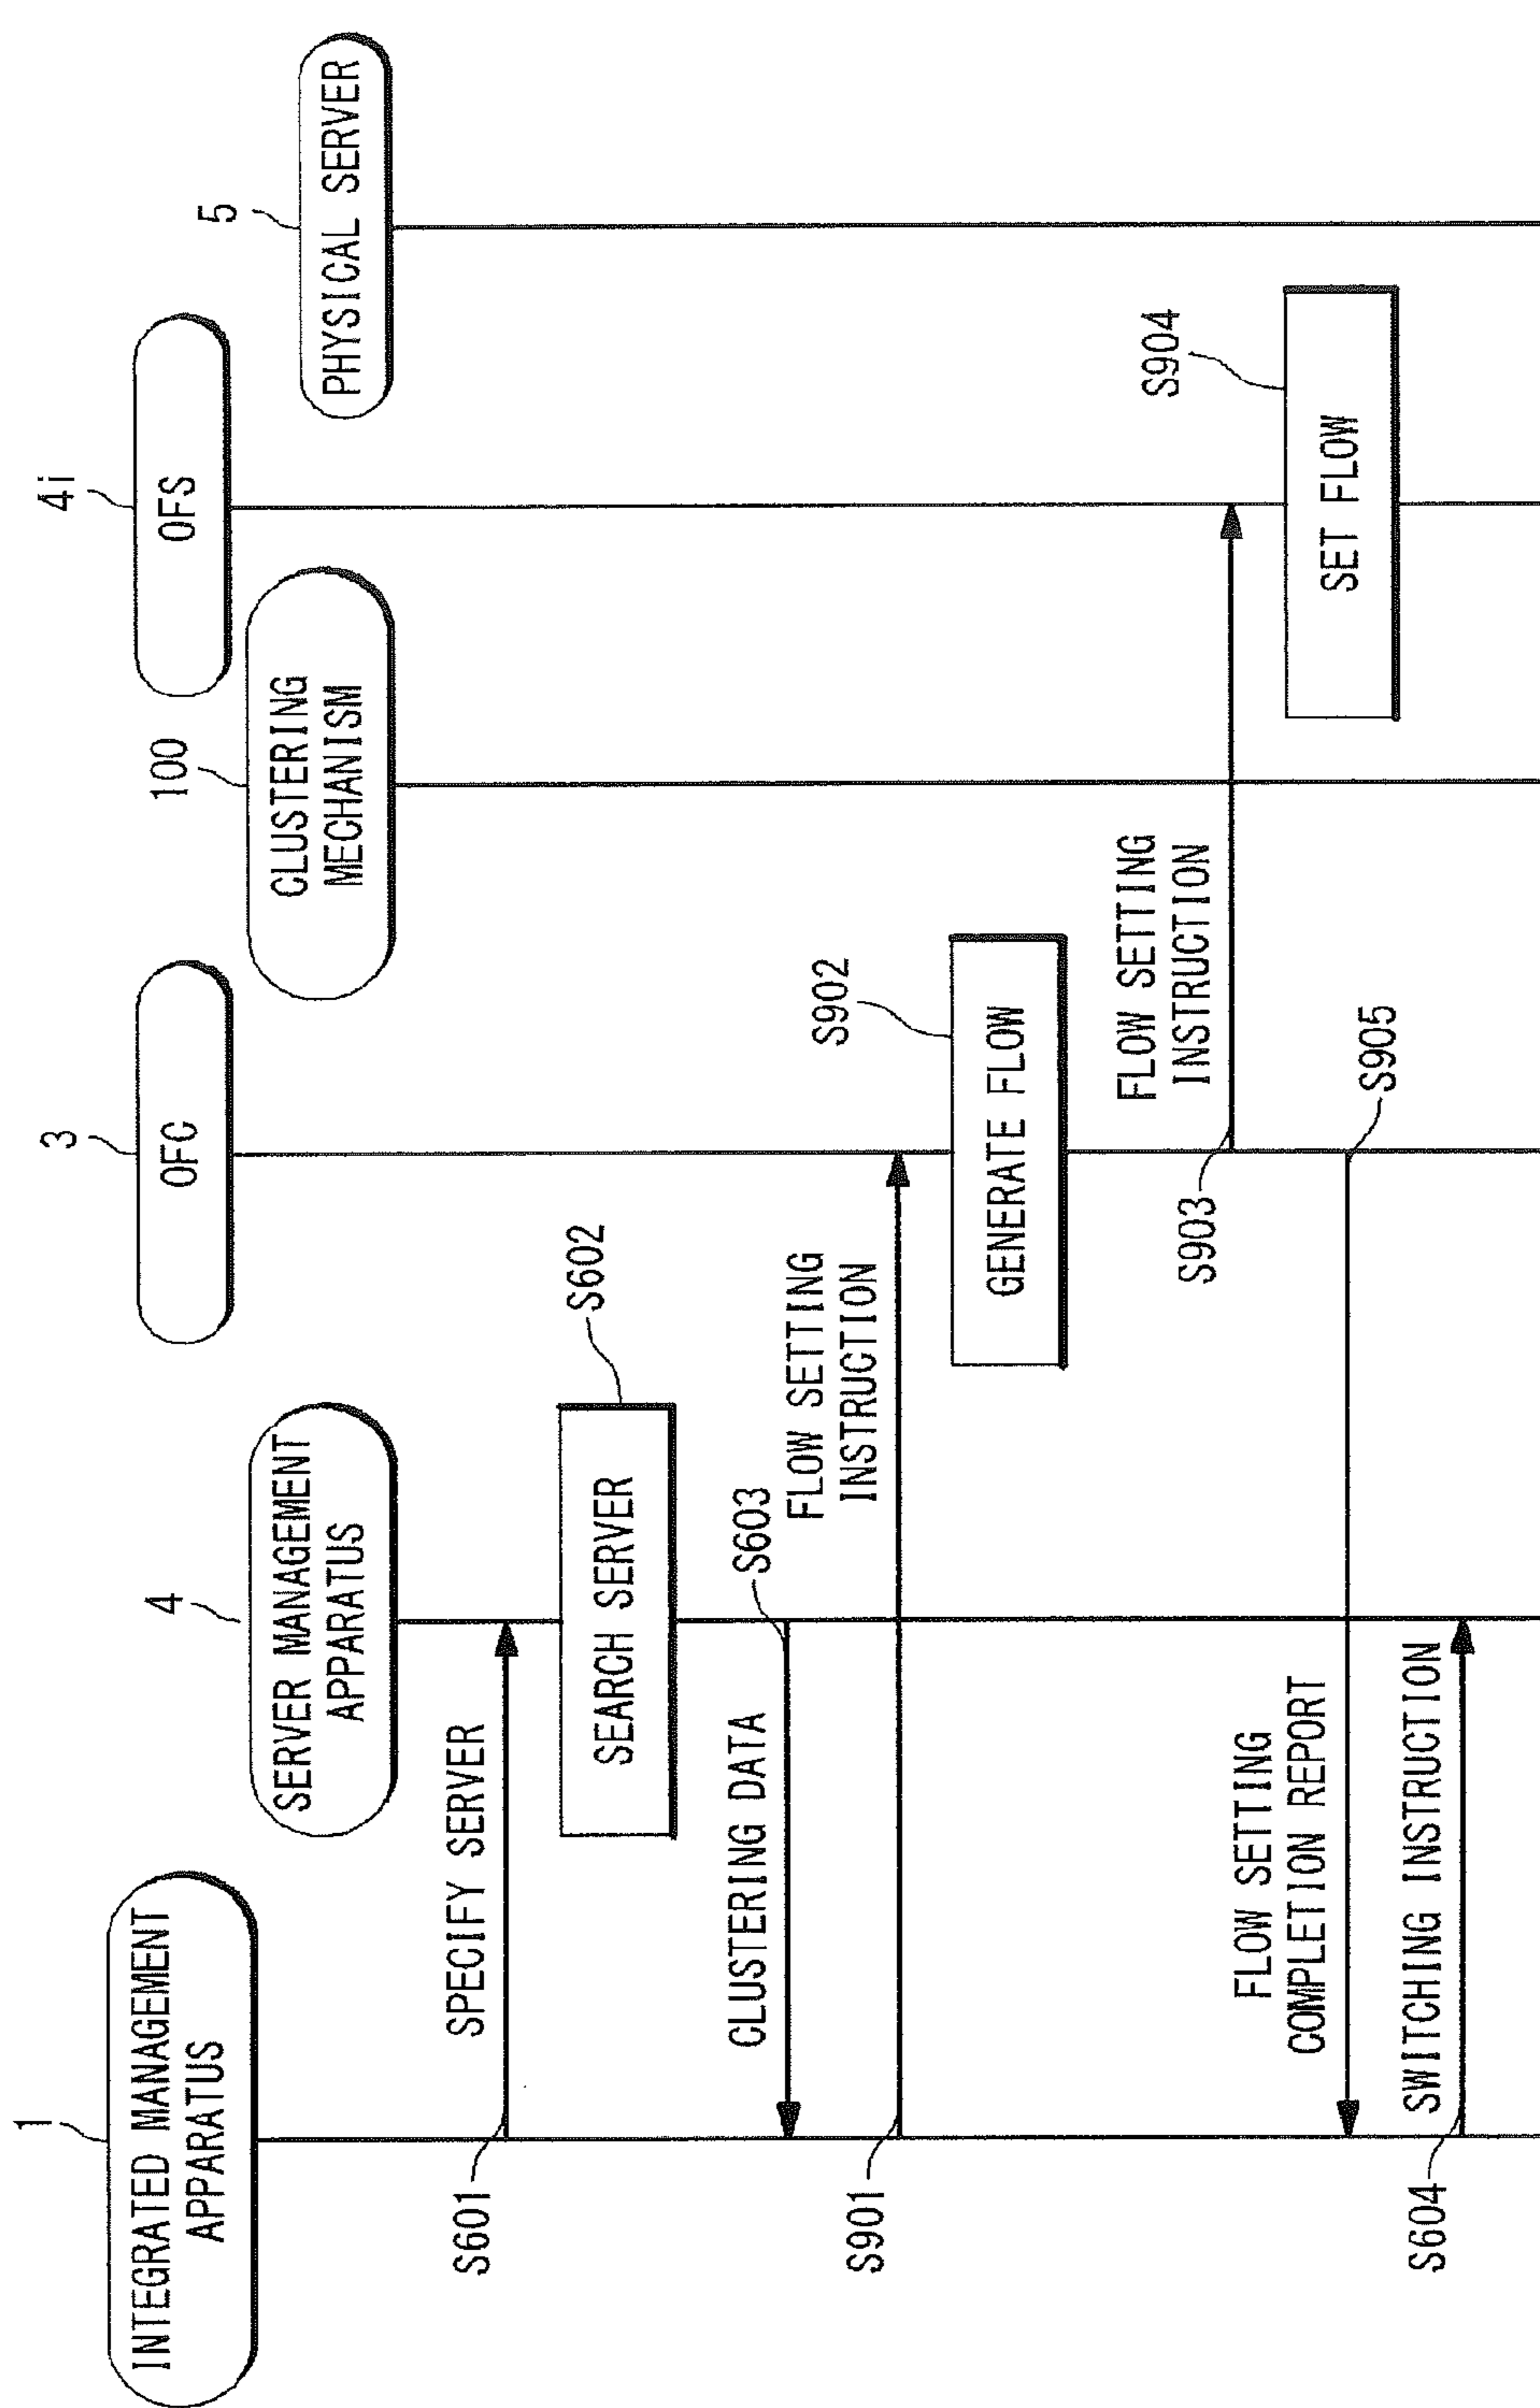 1
INTEGRATED MANAGEMENT
APPARATUS
4
SERVER MANAGEMENT
APPARATUS
3
OFC
100
CLUSTERING
MECHANISM
4i
OFS
5
PHYSICAL SERVER
S601
SPECIFY SERVER
SEARCH SERVER
S602
CLUSTERING DATA
S603
S901
FLOW SETTING
INSTRUCTION
GENERATE FLOW
S902
S903
FLOW SETTING
INSTRUCTION
SET FLOW
S904
FLOW SETTING
COMPLETION REPORT
S905
S604
SWITCHING INSTRUCTION